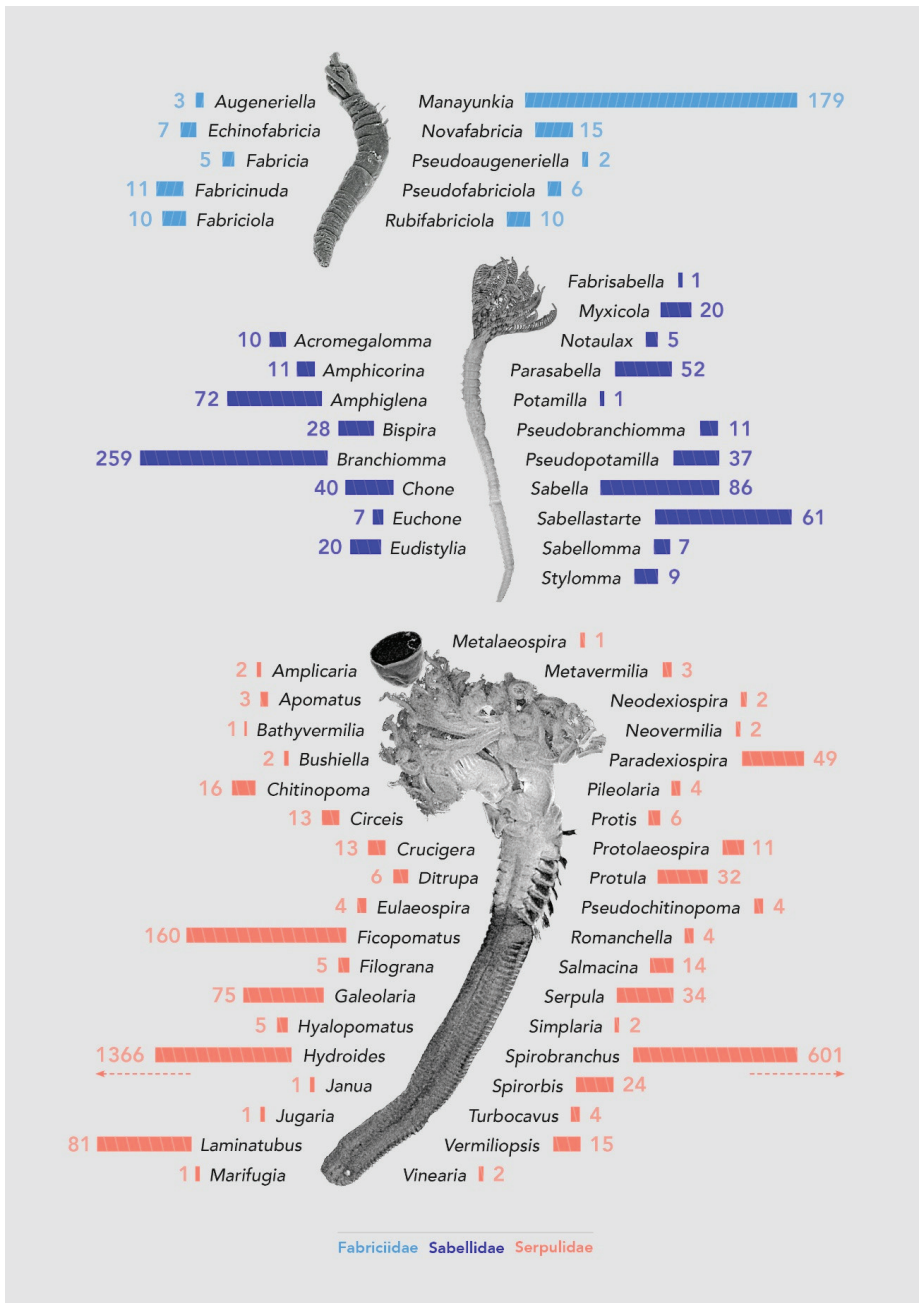 3 Augeneriella
7 Echinofabricia
5 Fabricia
11 Fabricinuda
10 Fabriciola
Manayunkia 179
Novafabricia 15
Pseudoaugeneriella 2
Pseudofabriciola 6
Rubifabriciola 10
10 Acromegalomma
11 Amphicorina
72 Amphiglena
28 Bispira
259 Branchiomma
40 Chone
7 Euchone
20 Eudistylia
Fabrisabella 1
Myxicola 20
Notaulax 5
Parasabella 52
Potamilla 1
Pseudobranchiomma 11
Pseudopotamilla 37
Sabella 86
Sabellastarte 61
Sabellomma 7
Stylomma 9
2 Amplicaria
3 Apomatus
1 Bathyvermilia
2 Bushiella
16 Chitinopoma
13 Circeis
13 Crucigera
6 Ditrupa
4 Eulaeospira
160 Ficopomatus
5 Filograna
75 Galeolaria
5 Hyalopomatus
1366 Hydroides
1 Janua
1 Jugaria
81 Laminatubus
1 Marifugia
Metalaeospira 1
Metavermilia 3
Neodexiospira 2
Neovermilia 2
Paradexiospira 49
Pileolaria 4
Protis 6
Protolaeospira 11
Protula 32
Pseudochitinopoma 4
Romanchella 4
Salmacina 14
Serpula 34
Simplaria 2
Spirobranchus 601
Spirorbis 24
Turbocavus 4
Vermiliopsis 15
Vinearia 2
Fabriciidae Sabellidae Serpulidae